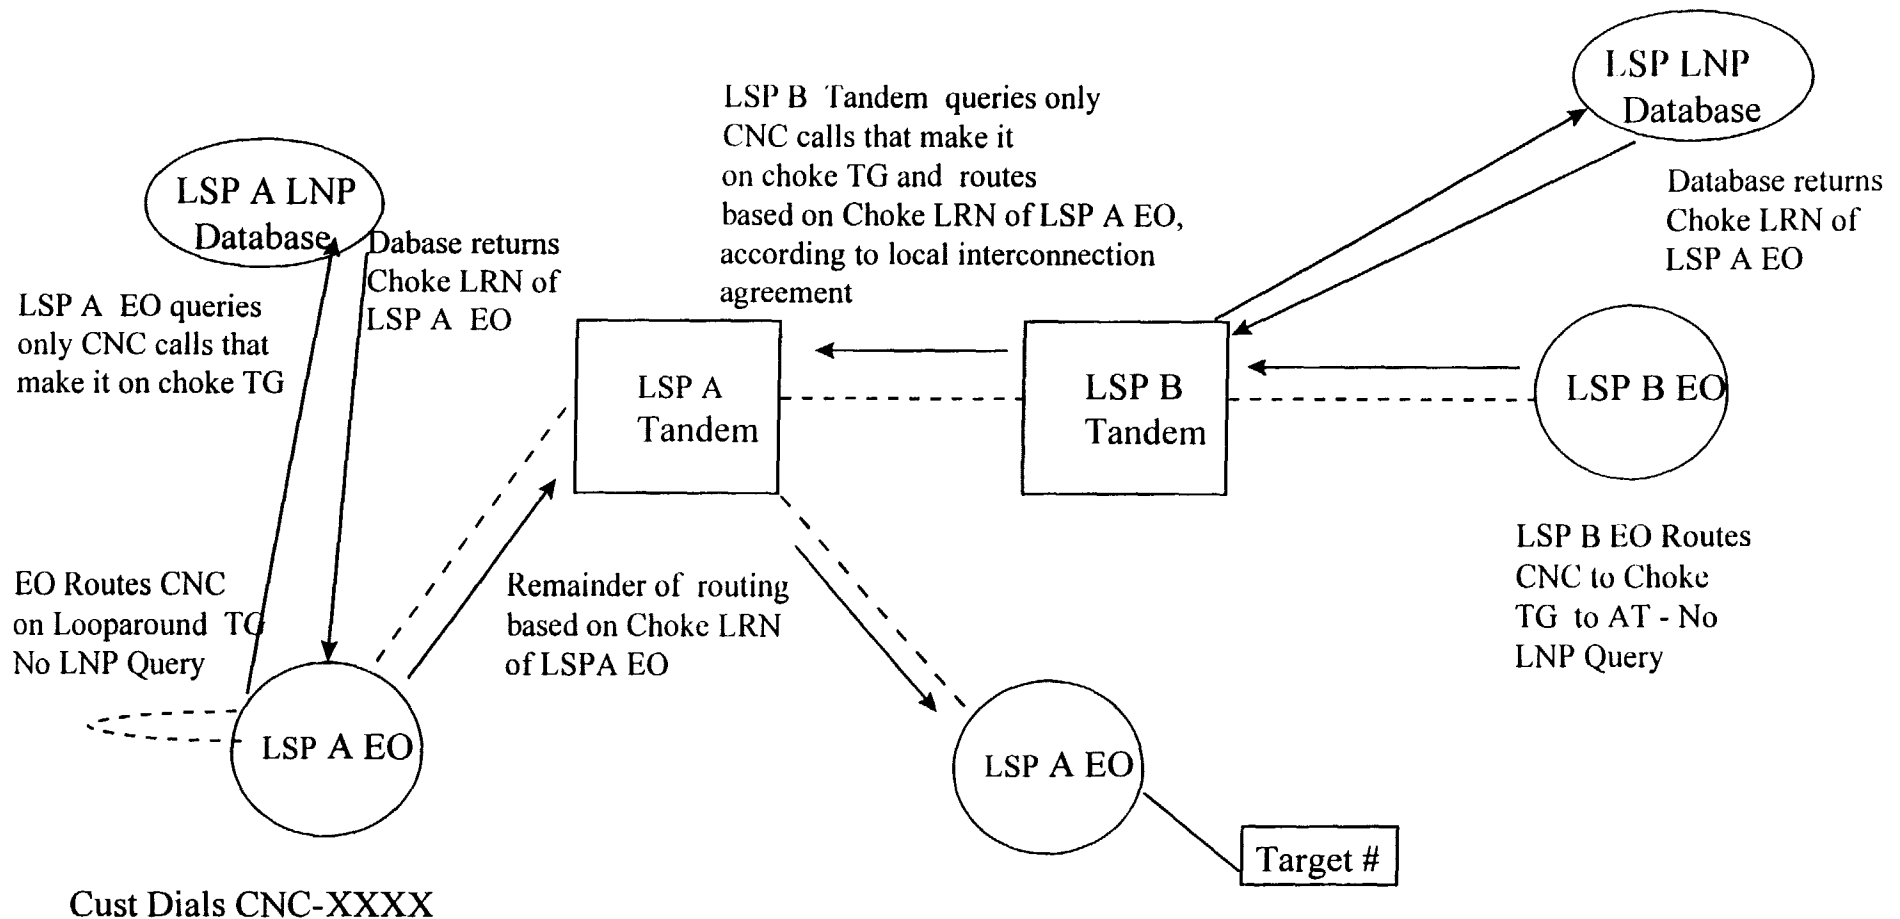 LSP LNP
Database
LSP B Tandem queries only
CNC calls that make it
on choke TG and routes
based on Choke LRN of LSP A EO,
according to local interconnection
agreement
LSP A LNP
Database
Database returns
Choke LRN of
LSP A EO
Dabase returns
Choke LRN of
LSP A EO
LSP A EO queries
only CNC calls that
make it on choke TG
LSP A
Tandem
LSP B
Tandem
LSP B EO
LSP B EO Routes
CNC to Choke
TG to AT - No
LNP Query
EO Routes CNC
on Looparound TG
No LNP Query
Remainder of routing
based on Choke LRN
of LSPA EO
LSP A EO
LSP A EO
Target #
Cust Dials CNC-XXXX